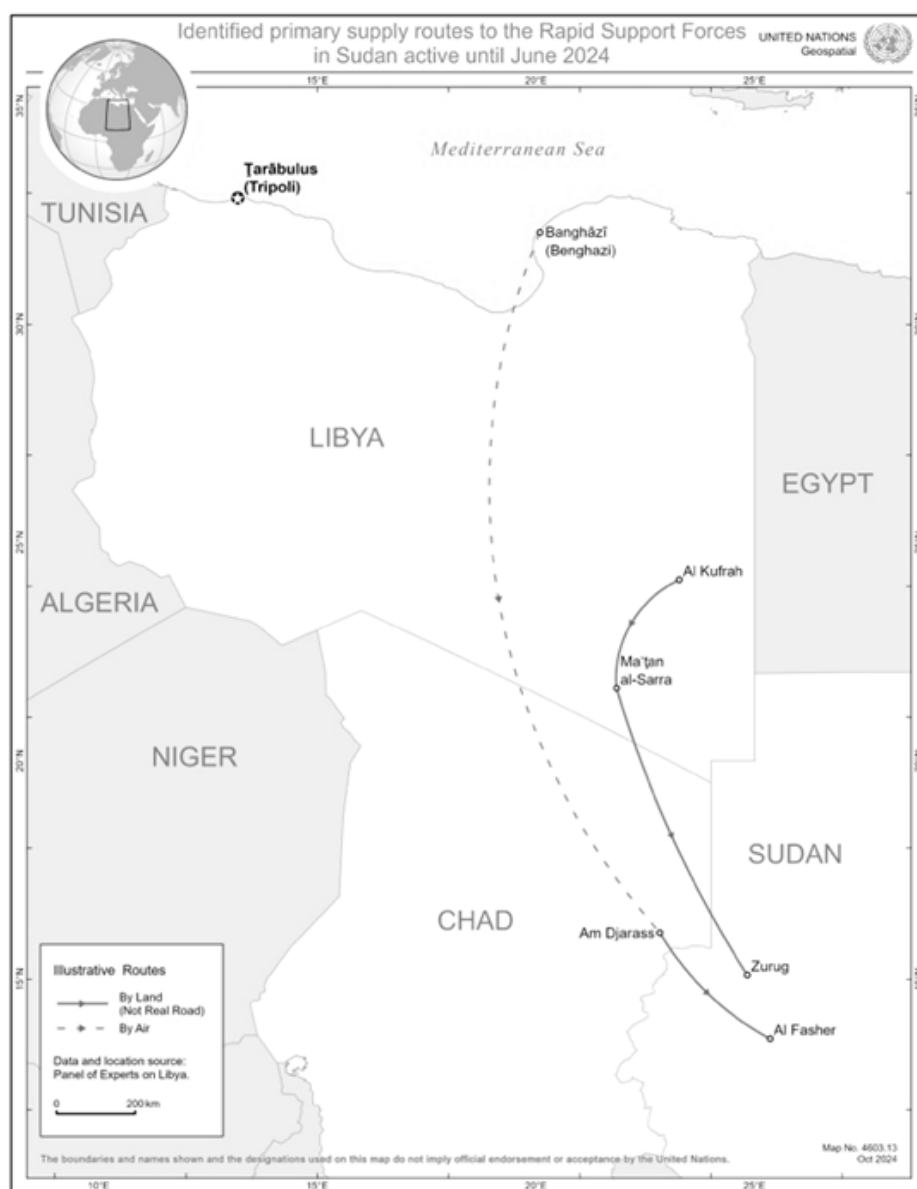 Identified primary supply routes to the Rapid Support Forces
in Sudan active until June 2024
UNITED NATIONS
Geospatial
15°E
20°E
25°E
35°N
Mediterranean Sea
Ţarābulus
(Tripoli)
TUNISIA
Banghāzī
(Benghazi)
30°N
LIBYA
EGYPT
25°N
Al Kufrah
ALGERIA
Ma'ţan
al-Sarra
NIGER
20°N
SUDAN
CHAD
Am Djarass
Zurug
15°N
Al Fasher
Illustrative Routes
By Land
(Not Real Road)
By Air
Data and location source:
Panel of Experts on Libya.
0 200 km
Map No. 4603.13
Oct 2024
The boundaries and names shown and the designations used on this map do not imply official endorsement or acceptance by the United Nations.
10°E
15°E
20°E
25°E